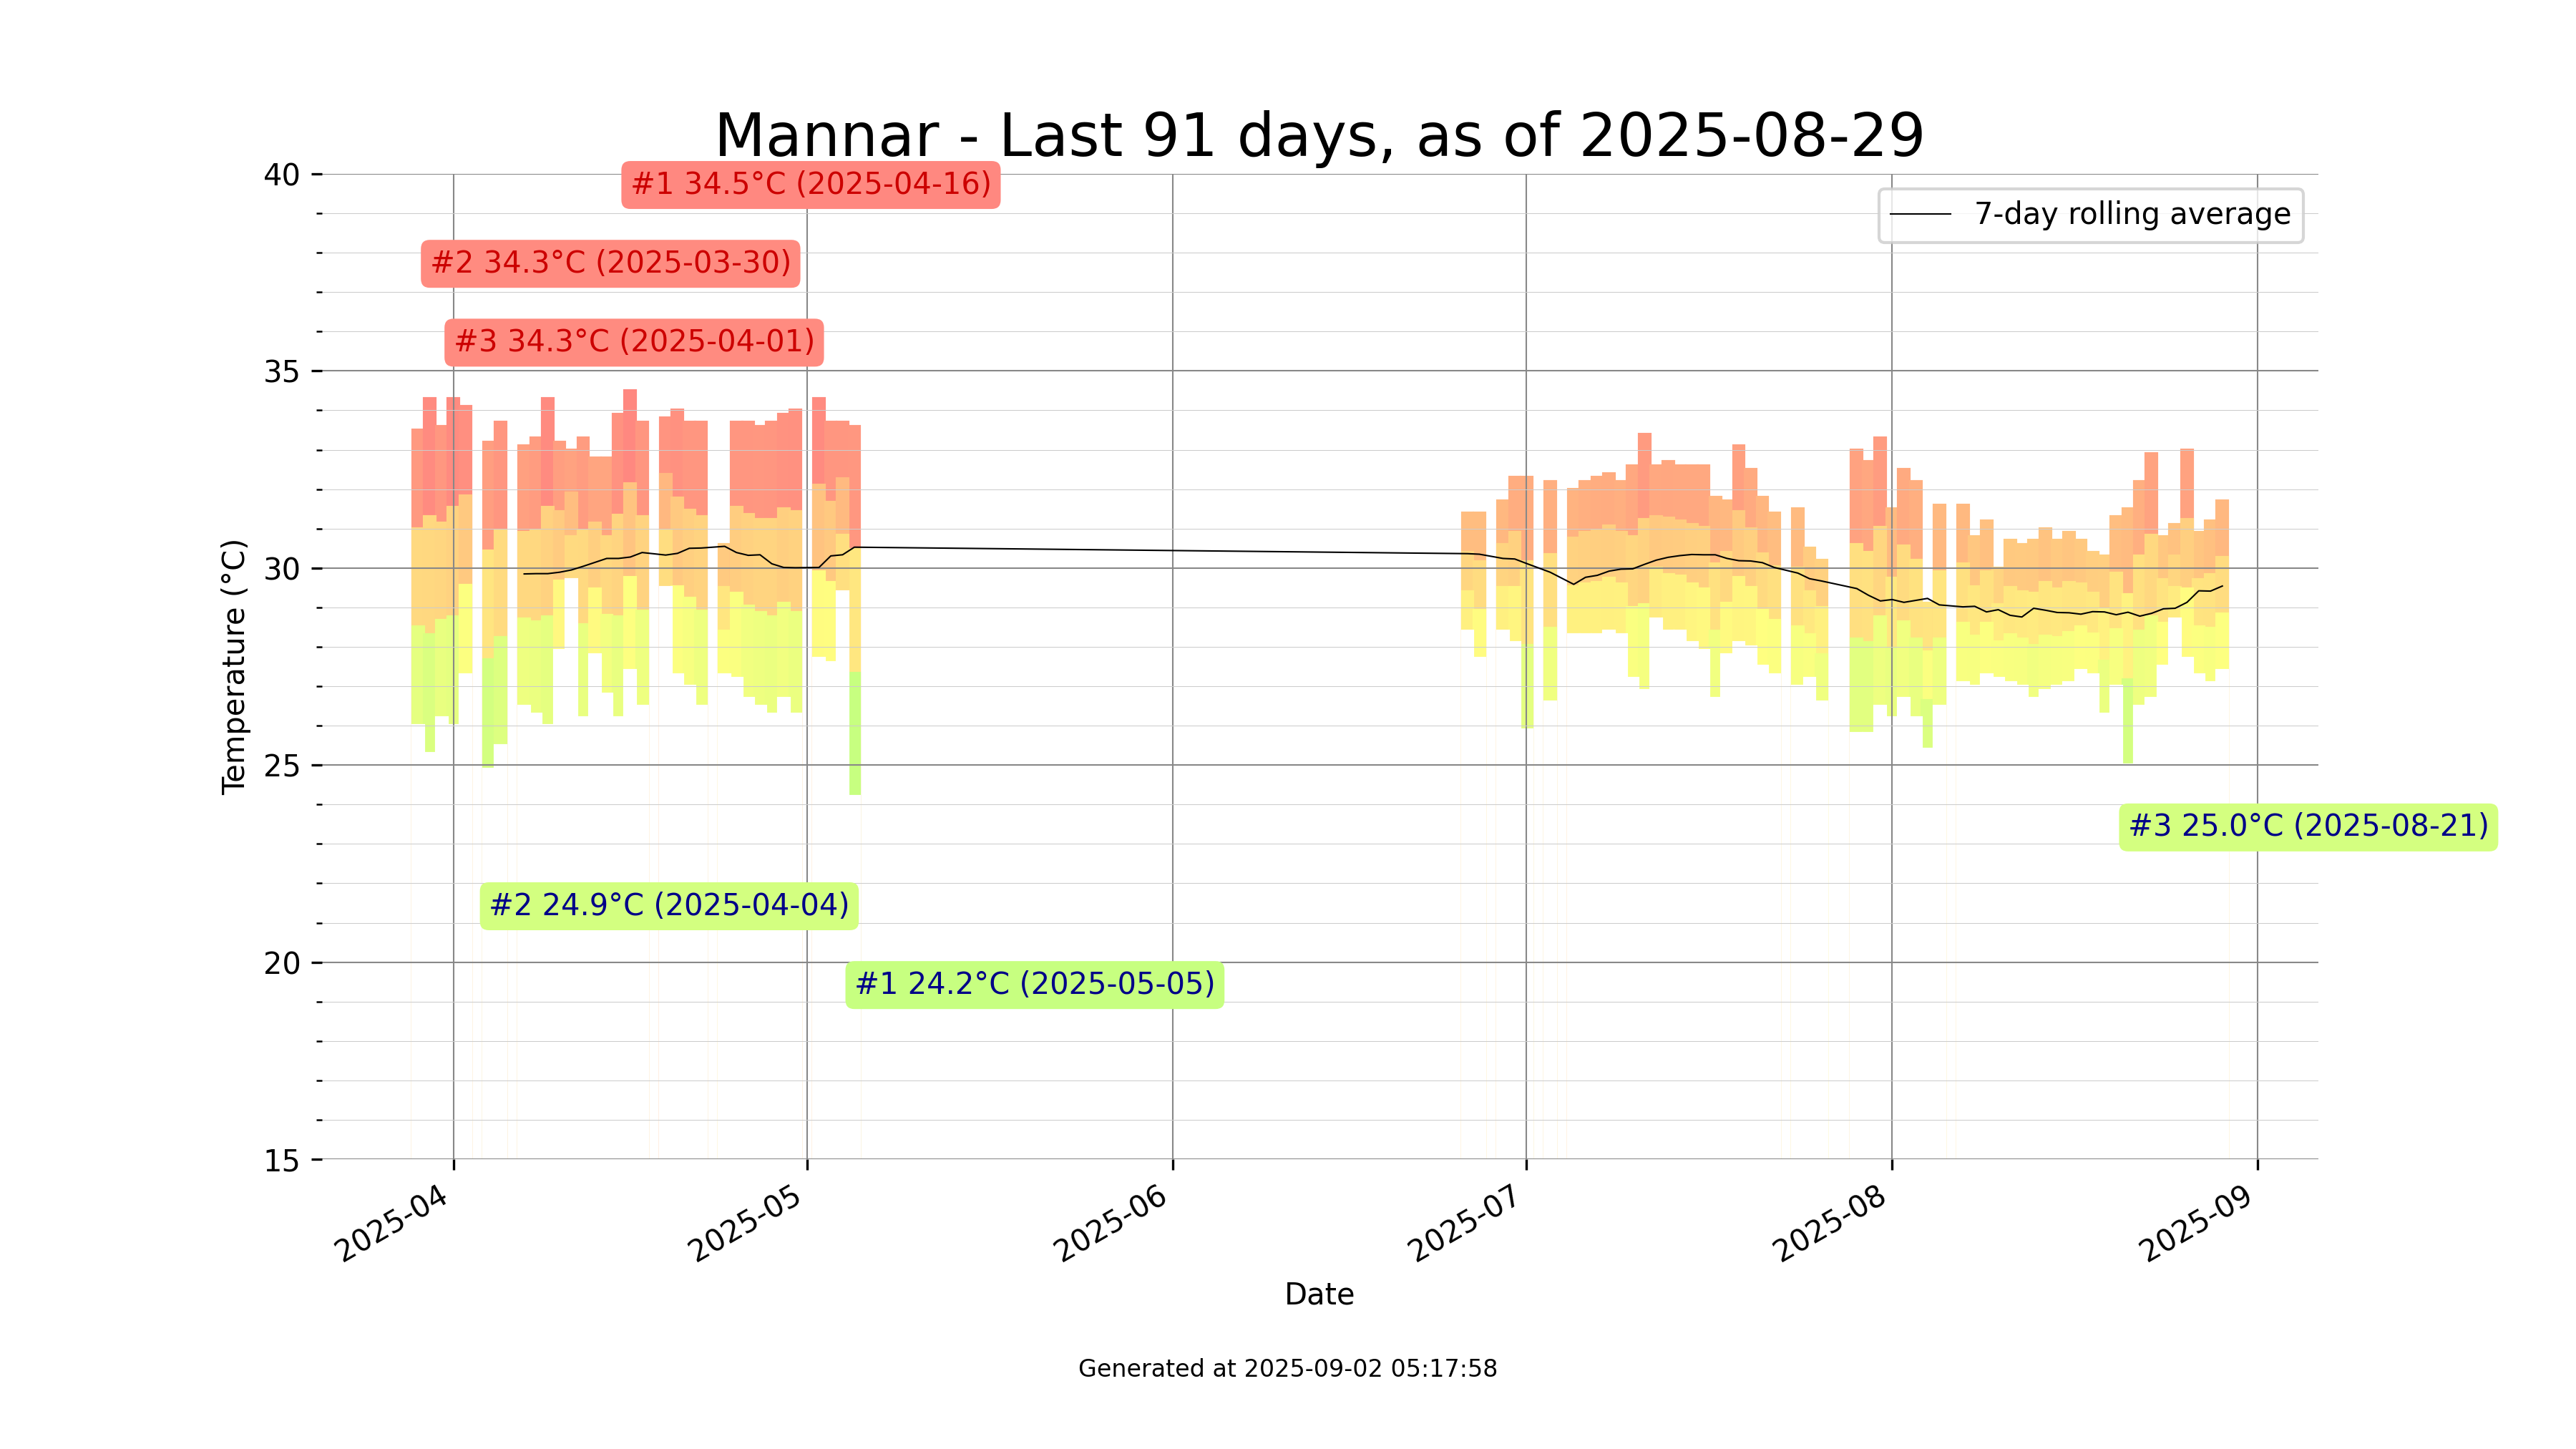 Mannar - Last 91 days, as of 2025-08-29
#1 34.5°C (2025-04-16)
7-day rolling average
#2 34.3°C (2025-03-30)
#3 34.3°C (2025-04-01)
#3 25.0°C (2025-08-21)
#2 24.9°C (2025-04-04)
#1 24.2°C (2025-05-05)
40
35
30
25
20
15
Temperature (°C)
2025-04
2025-05
2025-06
2025-07
2025-08
2025-09
Date
Generated at 2025-09-02 05:17:58